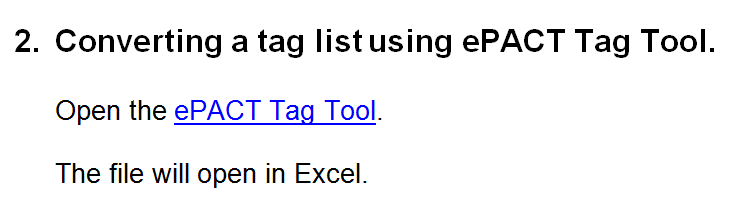 2. Converting a tag list using ePACT Tag Tool.
Open the ePACT Tag Tool.
The file will open in Excel.